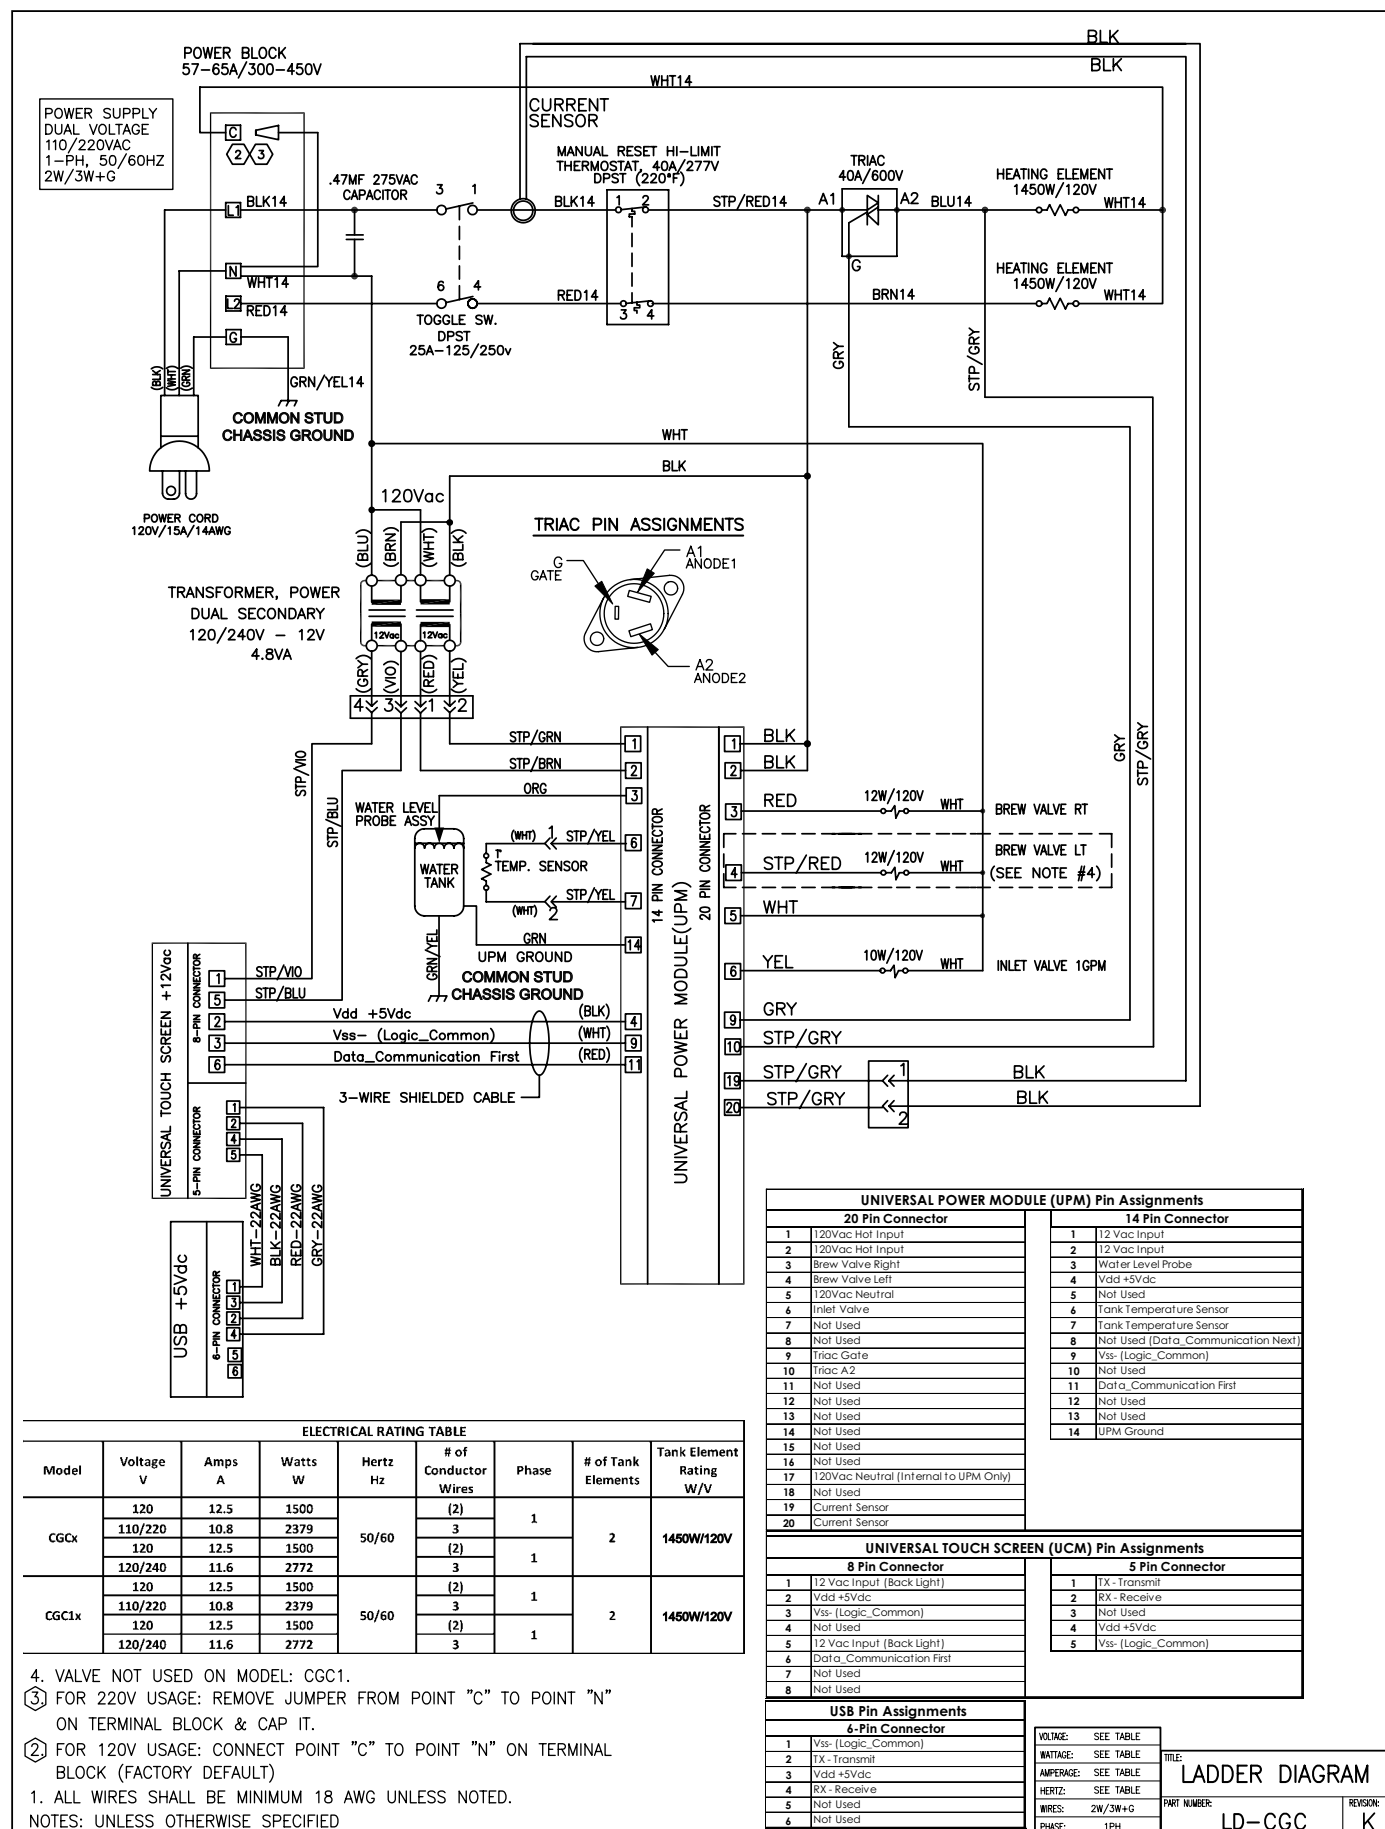 BLK
BLK
POWER BLOCK
57-65A/300-450V
WHT14
POWER SUPPLY
DUAL VOLTAGE
110/220VAC
1-PH, 50/60HZ
2W/3W+G
C
2 3
CURRENT
SENSOR
MANUAL RESET HI-LIMIT
THERMOSTAT, 40A/277V
DPST (220°F)
TRIAC
40A/600V
HEATING ELEMENT
1450W/120V
.47MF 275VAC
CAPACITOR
3 1
L1 BLK14
BLK14
1 2
STP/RED14
A1 A2
BLU14
WHT14
G
N
WHT14
HEATING ELEMENT
1450W/120V
6 4
L2 RED14
RED14
3 4
BRN14
WHT14
TOGGLE SW.
DPST
25A-125/250v
G
GRY
STP/GRY
(BLK)
(WHT)
(GRN)
GRN/YEL14
COMMON STUD
CHASSIS GROUND
WHT
BLK
POWER CORD
120V/15A/14AWG
120Vac
(BLU)
(BRN)
(WHT)
(BLK)
TRIAC PIN ASSIGNMENTS
G
GATE
A1
ANODE1
A2
ANODE2
TRANSFORMER, POWER
DUAL SECONDARY
120/240V - 12V
4.8VA
12Vac 12Vac
(GRY)
(VIO)
(RED)
(YEL)
4 3 1 2
STP/VIO
STP/BLU
STP/GRN 1
STP/BRN 2
ORG 3
WATER LEVEL
PROBE ASSY
WATER
TANK
(WHT) 1 STP/YEL 6
T
TEMP. SENSOR
(WHT) 2 STP/YEL 7
GRN 14
UPM GROUND
GRN/YEL
COMMON STUD
CHASSIS GROUND
14 PIN CONNECTOR
UNIVERSAL POWER MODULE(UPM)
20 PIN CONNECTOR
1 BLK
2 BLK
3 RED 12W/120V WHT BREW VALVE RT
4 STP/RED 12W/120V WHT BREW VALVE LT
(SEE NOTE #4)
5 WHT
6 YEL 10W/120V WHT INLET VALVE 1GPM
9 GRY
10 STP/GRY
19 STP/GRY 1 BLK
20 STP/GRY 2 BLK
GRY
STP/GRY
UNIVERSAL TOUCH SCREEN +12Vac
8-PIN CONNECTOR
1 STP/VIO
5 STP/BLU
2 Vdd +5Vdc (BLK) 4
3 Vss- (Logic_Common) (WHT) 9
6 Data_Communication First (RED) 11
3-WIRE SHIELDED CABLE
5-PIN CONNECTOR
1
2
4
5
WHT-22AWG
BLK-22AWG
RED-22AWG
GRY-22AWG
USB +5Vdc
6-PIN CONNECTOR
1
3
2
4
5
6
UNIVERSAL POWER MODULE (UPM) Pin Assignments
20 Pin Connector
1 120Vac Hot Input
2 120Vac Hot Input
3 Brew Valve Right
4 Brew Valve Left
5 120Vac Neutral
6 Inlet Valve
7 Not Used
8 Not Used
9 Triac Gate
10 Triac A2
11 Not Used
12 Not Used
13 Not Used
14 Not Used
15 Not Used
16 Not Used
17 120Vac Neutral (Internal to UPM Only)
18 Not Used
19 Current Sensor
20 Current Sensor
14 Pin Connector
1 12 Vac Input
2 12 Vac Input
3 Water Level Probe
4 Vdd +5Vdc
5 Not Used
6 Tank Temperature Sensor
7 Tank Temperature Sensor
8 Not Used (Data_Communication Next)
9 Vss- (Logic_Common)
10 Not Used
11 Data_Communication First
12 Not Used
13 Not Used
14 UPM Ground
UNIVERSAL TOUCH SCREEN (UCM) Pin Assignments
8 Pin Connector
1 12 Vac Input (Back Light)
2 Vdd +5Vdc
3 Vss- (Logic_Common)
4 Not Used
5 12 Vac Input (Back Light)
6 Data_Communication First
7 Not Used
8 Not Used
5 Pin Connector
1 TX - Transmit
2 RX - Receive
3 Not Used
4 Vdd +5Vdc
5 Vss- (Logic_Common)
USB Pin Assignments
6-Pin Connector
1 Vss- (Logic_Common)
2 TX - Transmit
3 Vdd +5Vdc
4 RX - Receive
5 Not Used
6 Not Used
ELECTRICAL RATING TABLE
Model Voltage V Amps A Watts W Hertz Hz # of Conductor Wires Phase # of Tank Elements Tank Element Rating W/V
CGCx 120 12.5 1500 50/60 (2) 1 2 1450W/120V
110/220 10.8 2379 3
120 12.5 1500 (2) 1
120/240 11.6 2772 3
CGC1x 120 12.5 1500 50/60 (2) 1 2 1450W/120V
110/220 10.8 2379 3
120 12.5 1500 (2) 1
120/240 11.6 2772 3
4. VALVE NOT USED ON MODEL: CGC1.
3. FOR 220V USAGE: REMOVE JUMPER FROM POINT "C" TO POINT "N"
ON TERMINAL BLOCK & CAP IT.
2. FOR 120V USAGE: CONNECT POINT "C" TO POINT "N" ON TERMINAL
BLOCK (FACTORY DEFAULT)
1. ALL WIRES SHALL BE MINIMUM 18 AWG UNLESS NOTED.
NOTES: UNLESS OTHERWISE SPECIFIED
VOLTAGE: SEE TABLE
WATTAGE: SEE TABLE
AMPERAGE: SEE TABLE
HERTZ: SEE TABLE
WIRES: 2W/3W+G
PHASE: 1PH
TITLE:
LADDER DIAGRAM
PART NUMBER:
LD-CGC
REVISION:
K